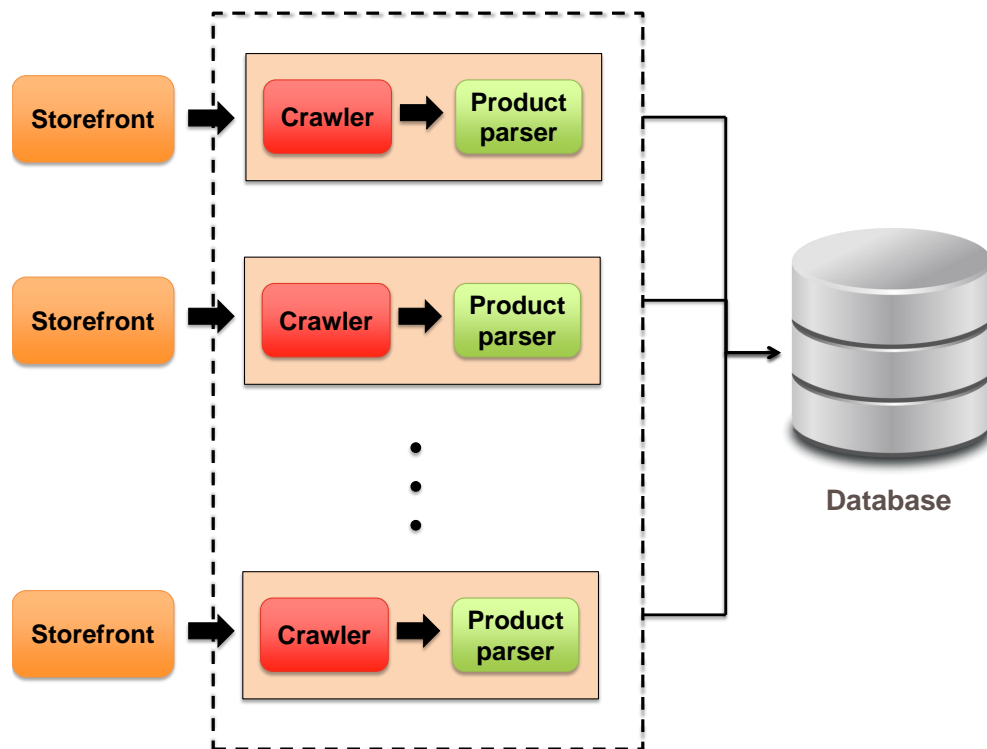 Storefront
Crawler
Product
parser
Storefront
Crawler
Product
parser
Database
Storefront
Crawler
Product
parser